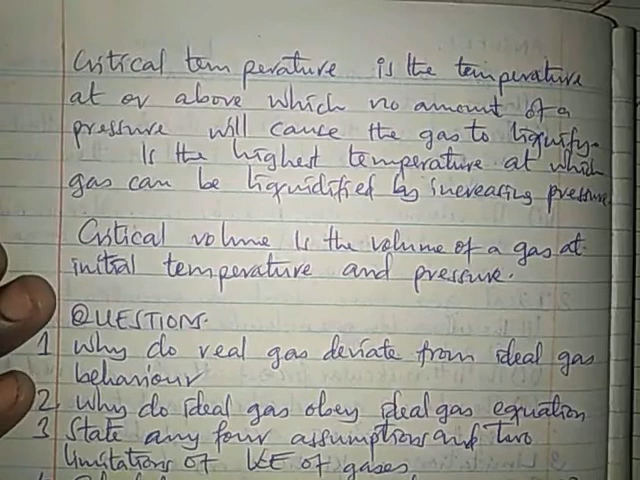 Critical temperature is the temperature
at or above which no amount of a
pressure will cause the gas to liquify.
Is the highest temperature at which
gas can be liquidified by increasing pressure
Critical volume is the volume of a gas at
initial temperature and pressure.
QUESTIONS.
1 Why do real gas deviate from ideal gas
behaviour
2. Why do ideal gas obey ideal gas equation
3 State any four assumptions and two
limitations of KE of gases